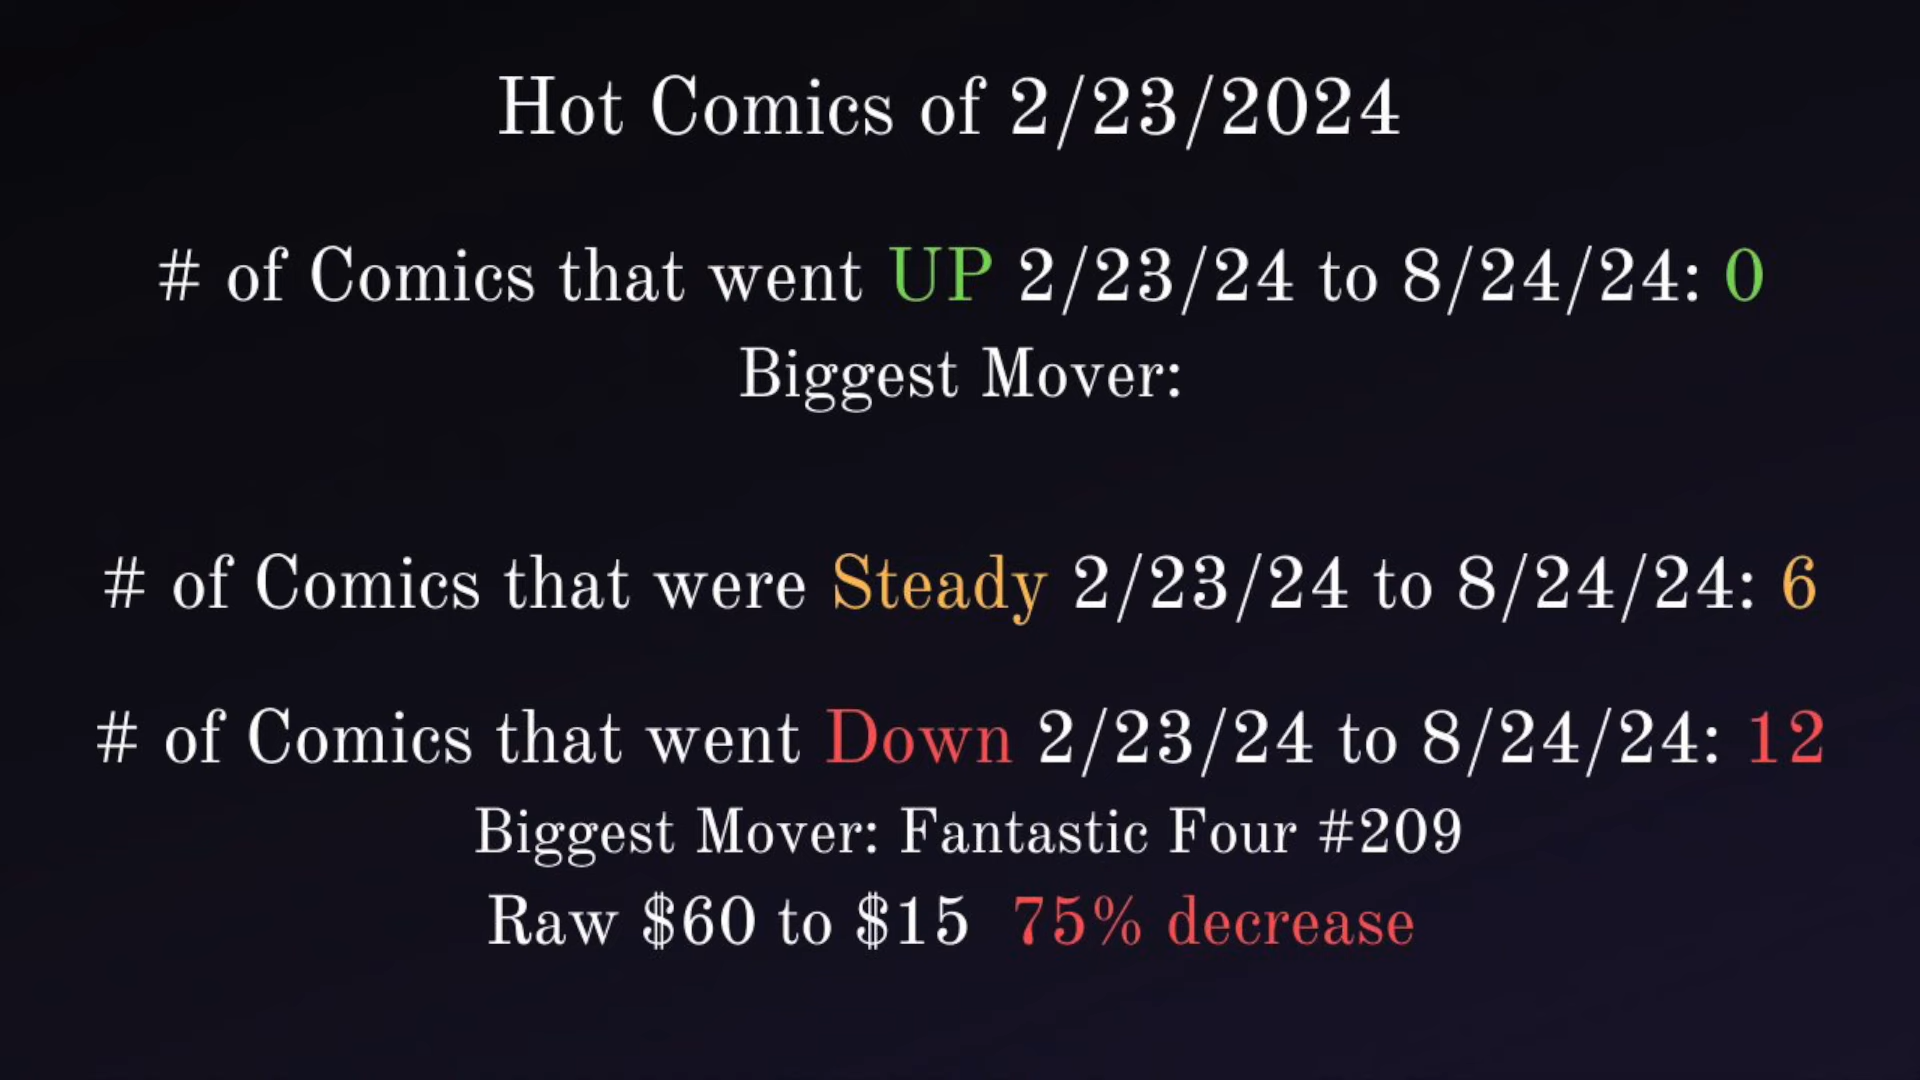 Hot Comics of 2/23/2024
# of Comics that went UP 2/23/24 to 8/24/24: 0
Biggest Mover:
# of Comics that were Steady 2/23/24 to 8/24/24: 6
# of Comics that went Down 2/23/24 to 8/24/24: 12
Biggest Mover: Fantastic Four #209
Raw $60 to $15 75% decrease